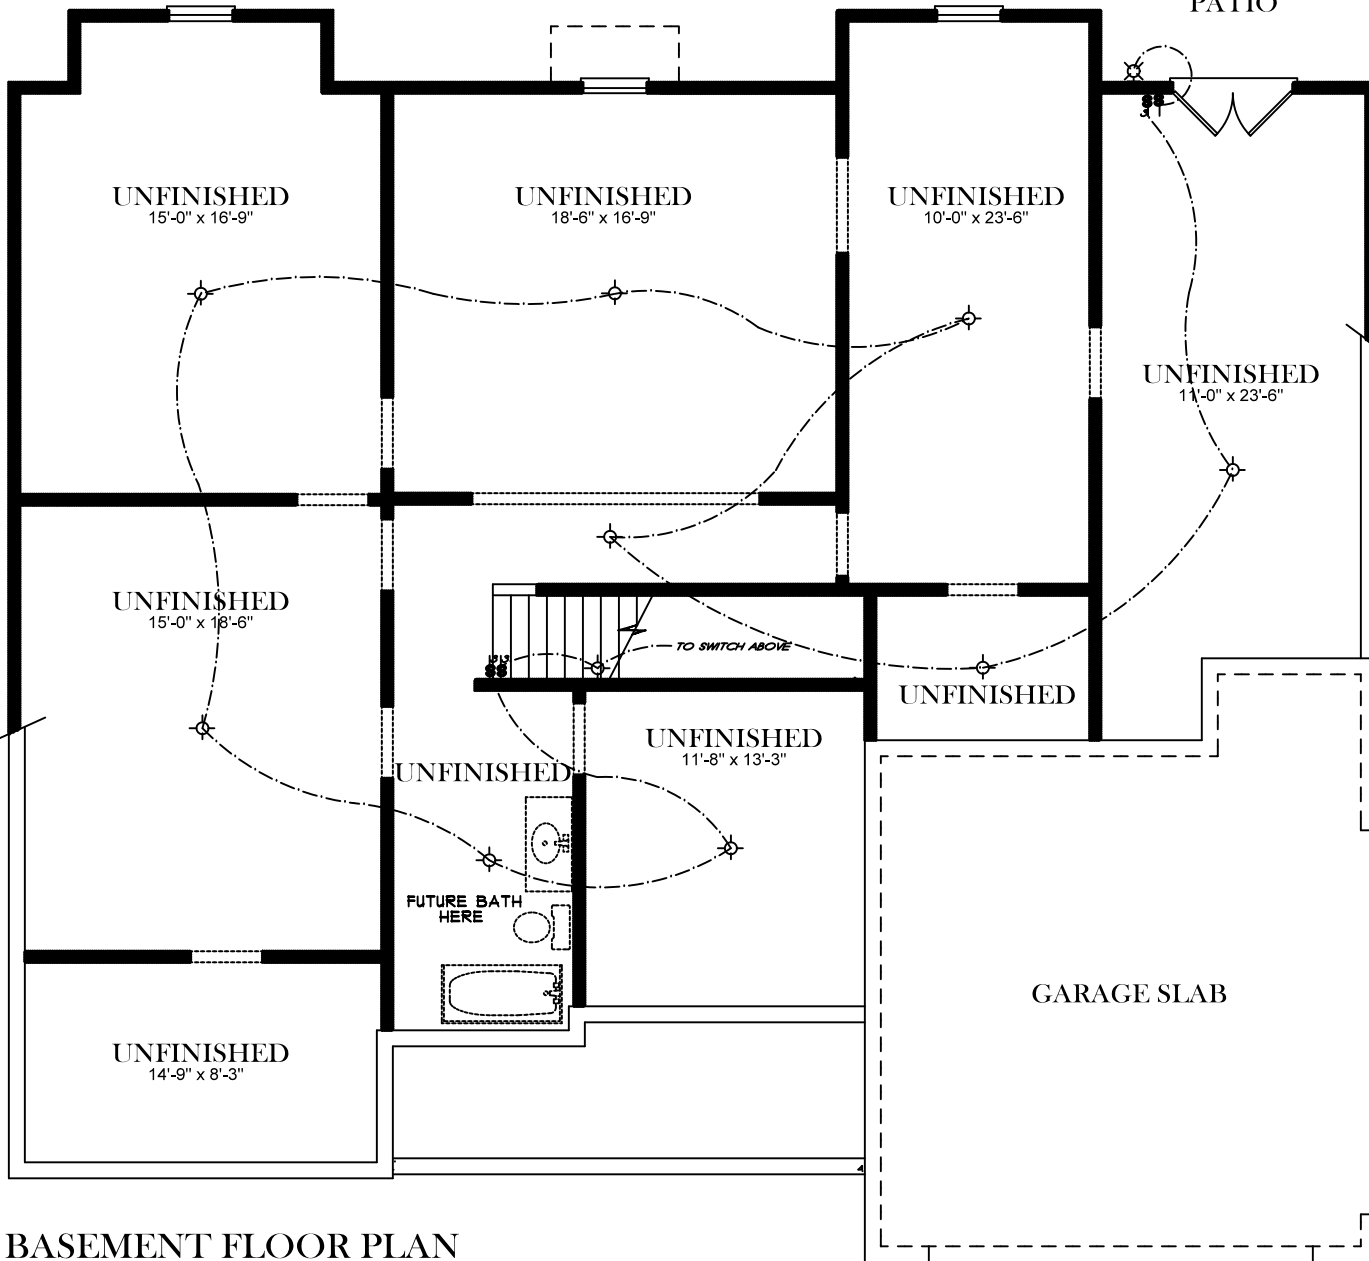 PATIO
UNFINISHED
15'-0" x 16'-9"
UNFINISHED
18'-6" x 16'-9"
UNFINISHED
10'-0" x 23'-6"
UNFINISHED
11'-0" x 23'-6"
UNFINISHED
15'-0" x 18'-6"
TO SWITCH ABOVE
UNFINISHED
UNFINISHED
11'-8" x 13'-3"
UNFINISHED
FUTURE BATH
HERE
GARAGE SLAB
UNFINISHED
14'-9" x 8'-3"
BASEMENT FLOOR PLAN